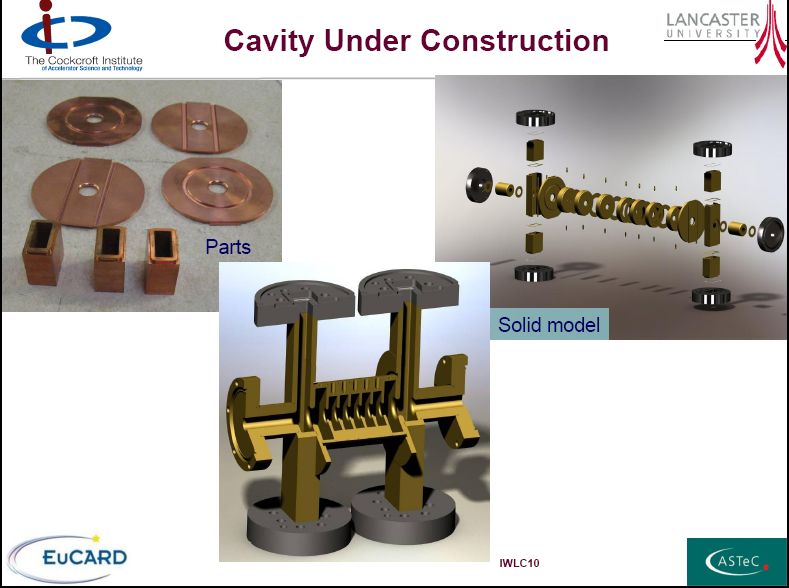 The Cockcroft Institute
of Accelerator Science and Technology
Cavity Under Construction
LANCASTER
UNIVERSITY
Parts
Solid model
EuCARD
IWLC10
ASTeC